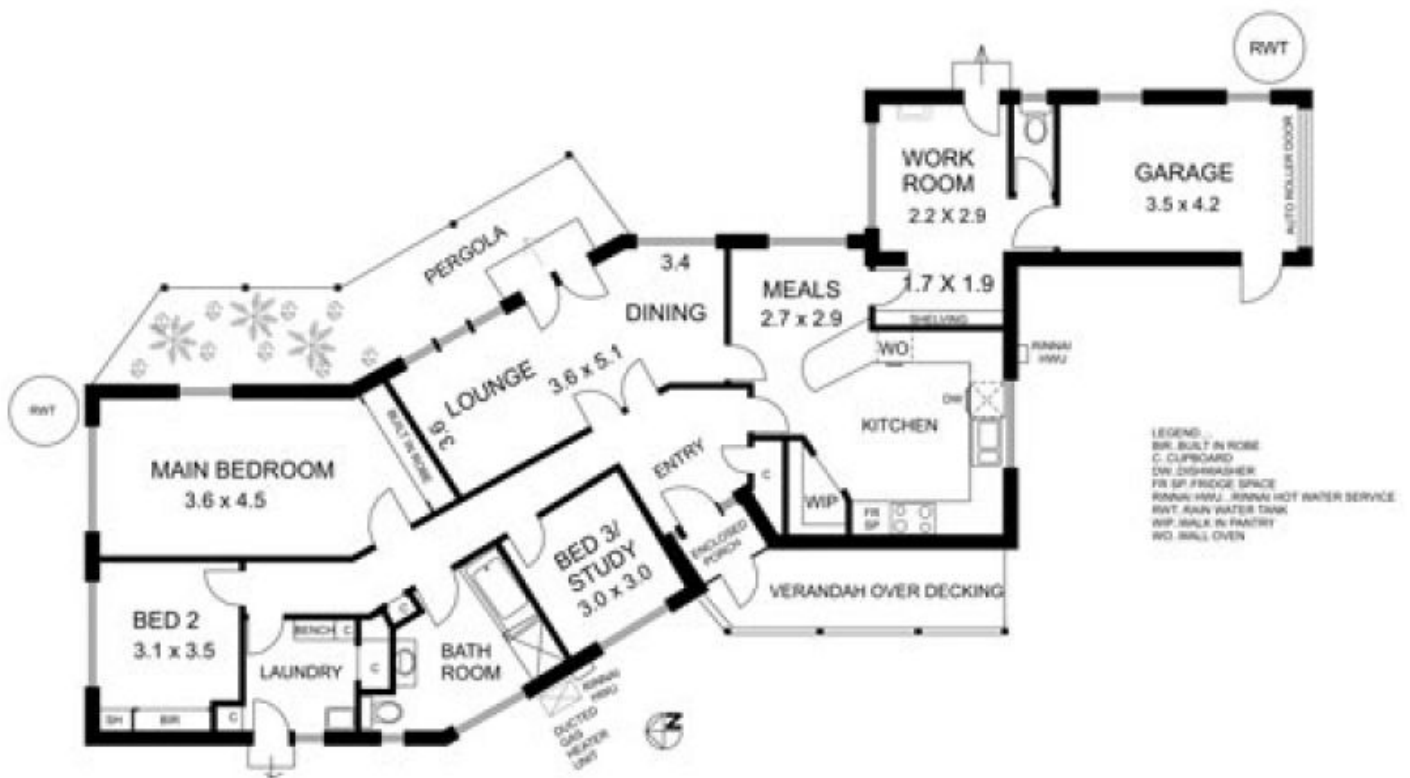 RWT
WORK
ROOM
2.2 X 2.9
GARAGE
3.5 x 4.2
AUTO ROLLER DOOR
PERGOLA
3.4
DINING
MEALS
2.7 x 2.9
1.7 X 1.9
SHELVING
WO
RINNAI
HWU
LOUNGE
3.6 x 5.1
3.6
RWT
BUILT IN ROBE
MAIN BEDROOM
3.6 x 4.5
DW
KITCHEN
ENTRY
C
WIP
FR
SP
LEGEND...
BIR. BUILT IN ROBE
C. CUPBOARD
DW. DISHWASHER
FR SP. FRIDGE SPACE
RINNAI HWU... RINNAI HOT WATER SERVICE
RWT. RAIN WATER TANK
WIP. WALK IN PANTRY
WO. WALL OVEN
ENCLOSED
PORCH
BED 3/
STUDY
3.0 x 3.0
VERANDAH OVER DECKING
BED 2
3.1 x 3.5
C
BENCH
C
C
LAUNDRY
BATH
ROOM
SH
BIR
C
RINNAI
HWU
DUCTED
GAS
HEATER
UNIT
Z